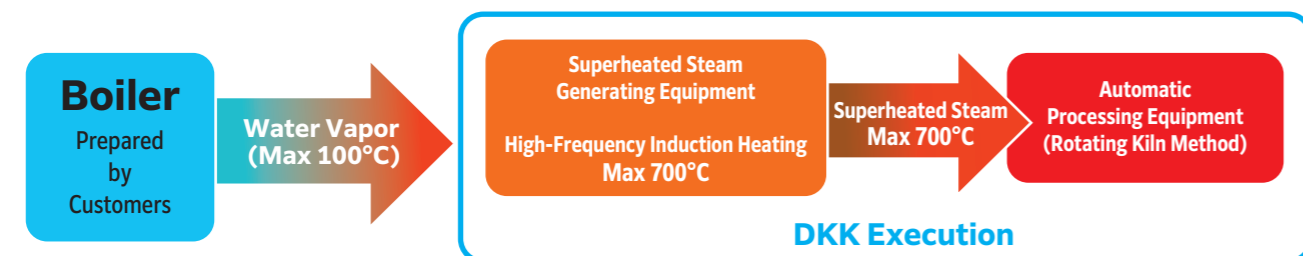 Boiler
Prepared
by
Customers
Water Vapor
(Max 100°C)
Superheated Steam
Generating Equipment
High-Frequency Induction Heating
Max 700°C
Superheated Steam
Max 700°C
Automatic
Processing Equipment
(Rotating Kiln Method)
DKK Execution